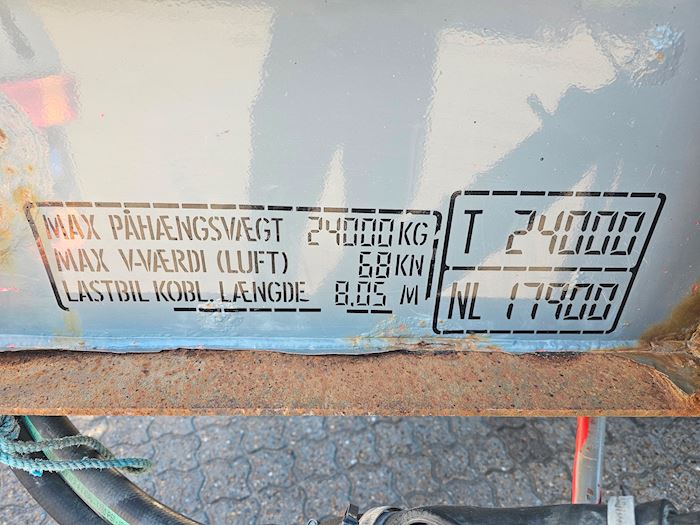 MAX PÅHÆNGSVÆGT 24000 KG
MAX V-VÆRDI (LUFT) 68 KN
LASTBIL KOBL. LÆNGDE 8.05 M
T 24000
NL 17900